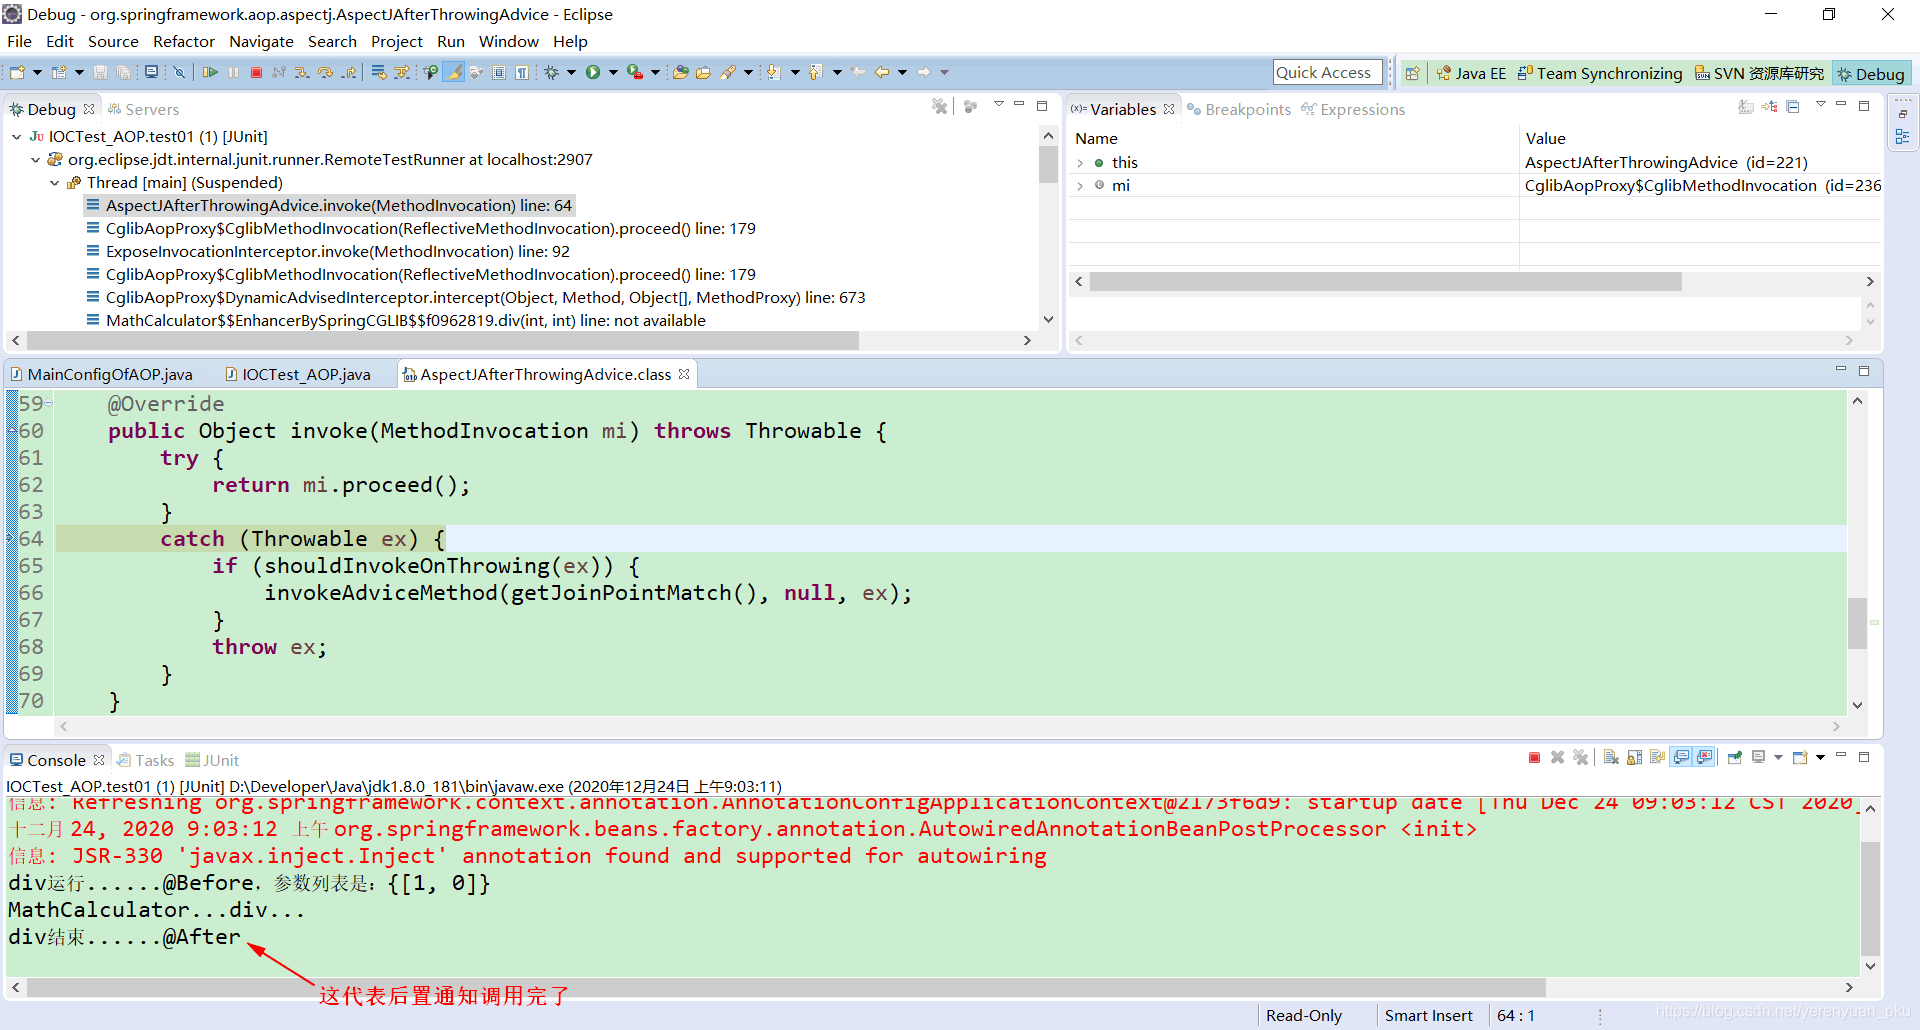 Debug - org.springframework.aop.aspectj.AspectJAfterThrowingAdvice - Eclipse
File Edit Source Refactor Navigate Search Project Run Window Help
Quick Access Java EE Team Synchronizing SVN 资源库研究 Debug
Debug Servers
IOCTest_AOP.test01 (1) [JUnit]
org.eclipse.jdt.internal.junit.runner.RemoteTestRunner at localhost:2907
Thread [main] (Suspended)
AspectJAfterThrowingAdvice.invoke(MethodInvocation) line: 64
CglibAopProxy$CglibMethodInvocation(ReflectiveMethodInvocation).proceed() line: 179
ExposeInvocationInterceptor.invoke(MethodInvocation) line: 92
CglibAopProxy$CglibMethodInvocation(ReflectiveMethodInvocation).proceed() line: 179
CglibAopProxy$DynamicAdvisedInterceptor.intercept(Object, Method, Object[], MethodProxy) line: 673
MathCalculator$$EnhancerBySpringCGLIB$$f0962819.div(int, int) line: not available
Variables Breakpoints Expressions
Name Value
this AspectJAfterThrowingAdvice (id=221)
mi CglibAopProxy$CglibMethodInvocation (id=236
MainConfigOfAOP.java IOCTest_AOP.java AspectJAfterThrowingAdvice.class
59 @Override
60 public Object invoke(MethodInvocation mi) throws Throwable {
61 try {
62 return mi.proceed();
63 }
64 catch (Throwable ex) {
65 if (shouldInvokeOnThrowing(ex)) {
66 invokeAdviceMethod(getJoinPointMatch(), null, ex);
67 }
68 throw ex;
69 }
70 }
Console Tasks JUnit
IOCTest_AOP.test01 (1) [JUnit] D:\Developer\Java\jdk1.8.0_181\bin\javaw.exe (2020年12月24日 上午9:03:11)
信息: Refreshing org.springframework.context.annotation.AnnotationConfigApplicationContext@2173f6d9: startup date [Thu Dec 24 09:03:12 CST 2020]
十二月 24, 2020 9:03:12 上午 org.springframework.beans.factory.annotation.AutowiredAnnotationBeanPostProcessor <init>
信息: JSR-330 'javax.inject.Inject' annotation found and supported for autowiring
div运行......@Before，参数列表是：{[1, 0]}
MathCalculator...div...
div结束......@After
这代表后置通知调用完了
Read-Only Smart Insert 64 : 1
https://blog.csdn.net/yerenyuan_pku